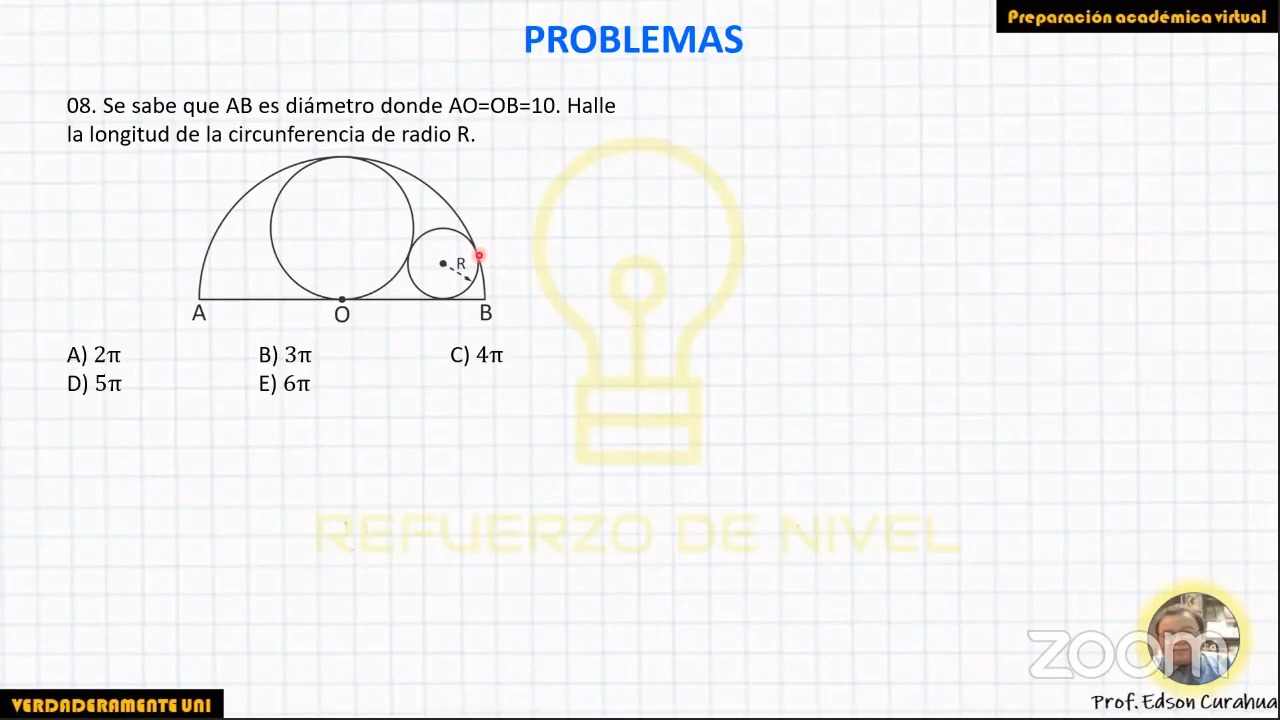 Preparación académica virtual
PROBLEMAS
08. Se sabe que AB es diámetro donde AO=OB=10. Halle
la longitud de la circunferencia de radio R.
R
A O B
A) 2π B) 3π C) 4π
D) 5π E) 6π
REFUERZO DE NIVEL
zoom
VERDADERAMENTE UNI
Prof. Edson Curahua